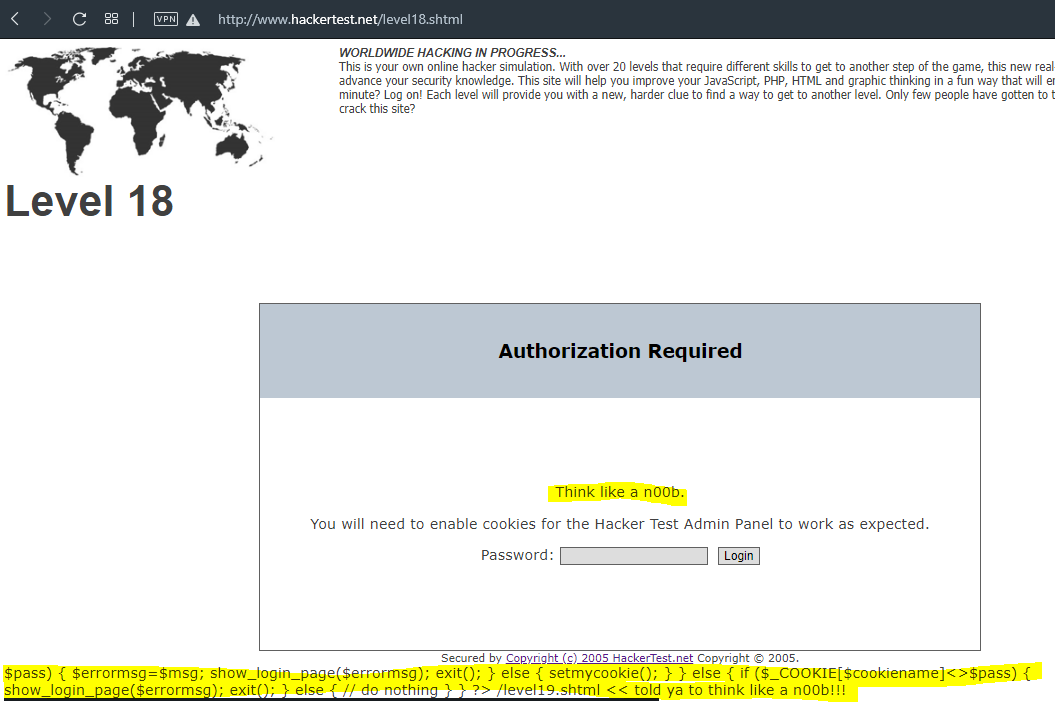 VPN http://www.hackertest.net/level18.shtml
WORLDWIDE HACKING IN PROGRESS...
This is your own online hacker simulation. With over 20 levels that require different skills to get to another step of the game, this new real-
advance your security knowledge. This site will help you improve your JavaScript, PHP, HTML and graphic thinking in a fun way that will
minute? Log on! Each level will provide you with a new, harder clue to find a way to get to another level. Only few people have gotten to
crack this site?
Level 18
Authorization Required
Think like a n00b.
You will need to enable cookies for the Hacker Test Admin Panel to work as expected.
Password: Login
Secured by Copyright (c) 2005 HackerTest.net Copyright © 2005.
$pass) { $errormsg=$msg; show_login_page($errormsg); exit(); } else { setmycookie(); } } else { if ($_COOKIE[$cookiename]<>$pass) {
show_login_page($errormsg); exit(); } else { // do nothing } } ?> /level19.shtml << told ya to think like a n00b!!!